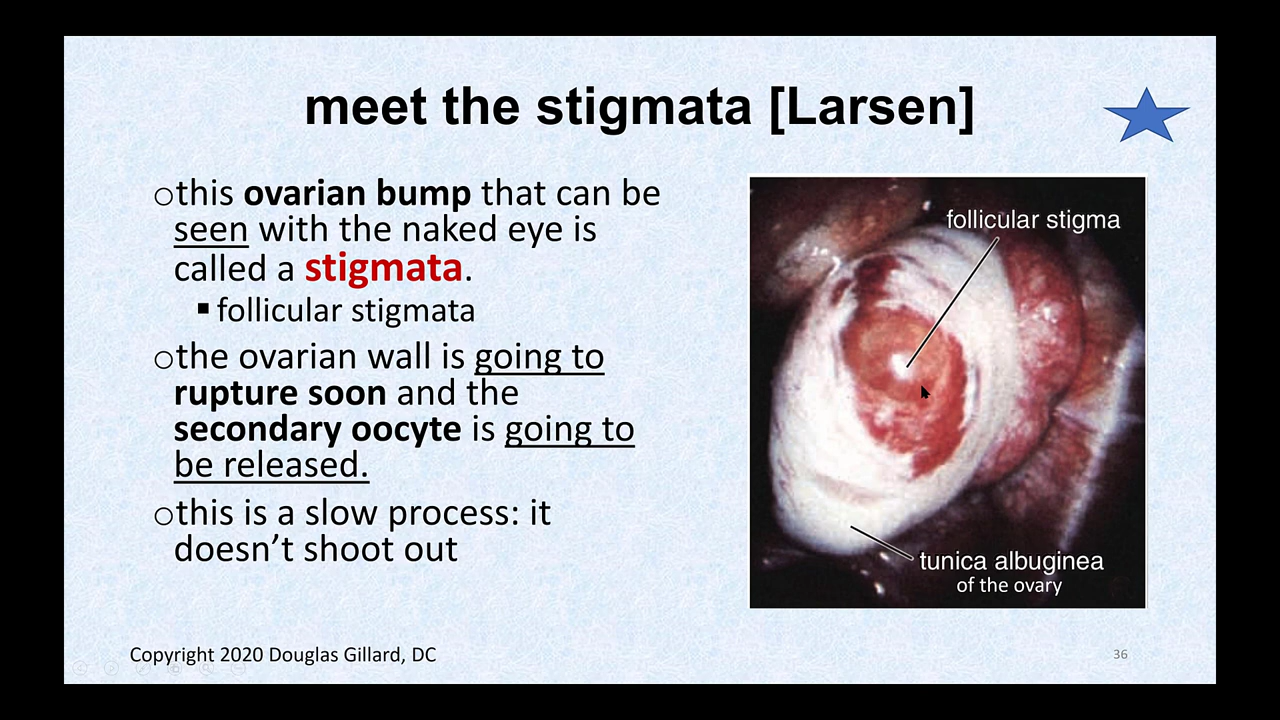 meet the stigmata [Larsen]
○this ovarian bump that can be
seen with the naked eye is
called a stigmata.
▪follicular stigmata
○the ovarian wall is going to
rupture soon and the
secondary oocyte is going to
be released.
○this is a slow process: it
doesn’t shoot out
follicular stigma
tunica albuginea
of the ovary
Copyright 2020 Douglas Gillard, DC
36